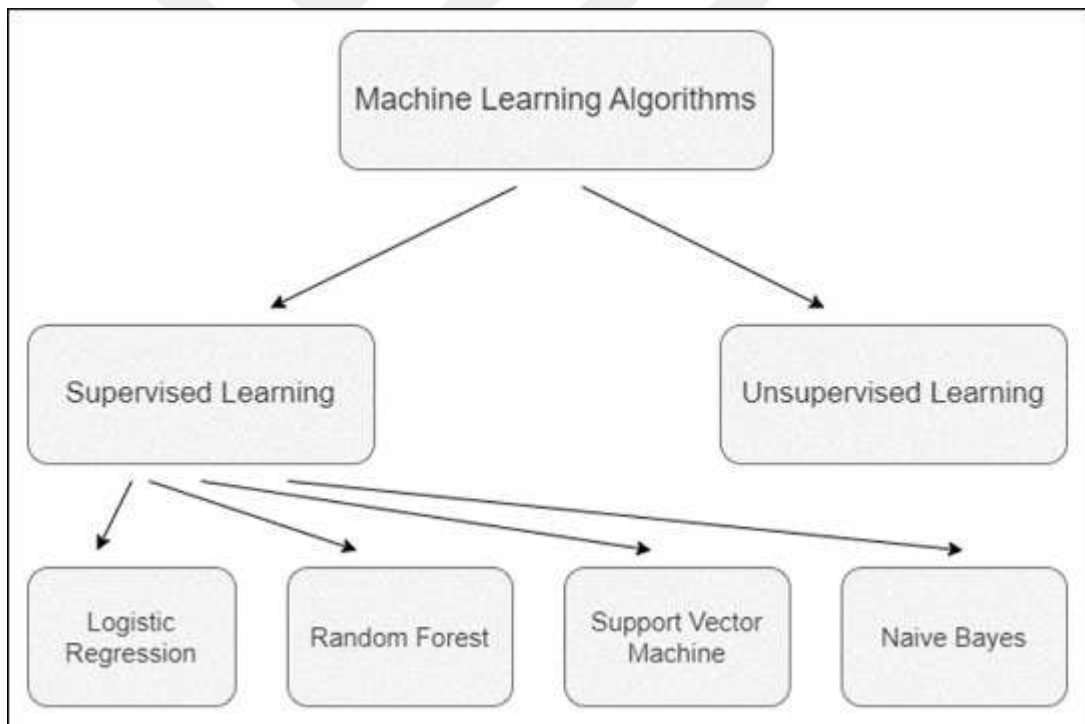 Machine Learning Algorithms
Supervised Learning
Unsupervised Learning
Logistic
Regression
Random Forest
Support Vector
Machine
Naive Bayes